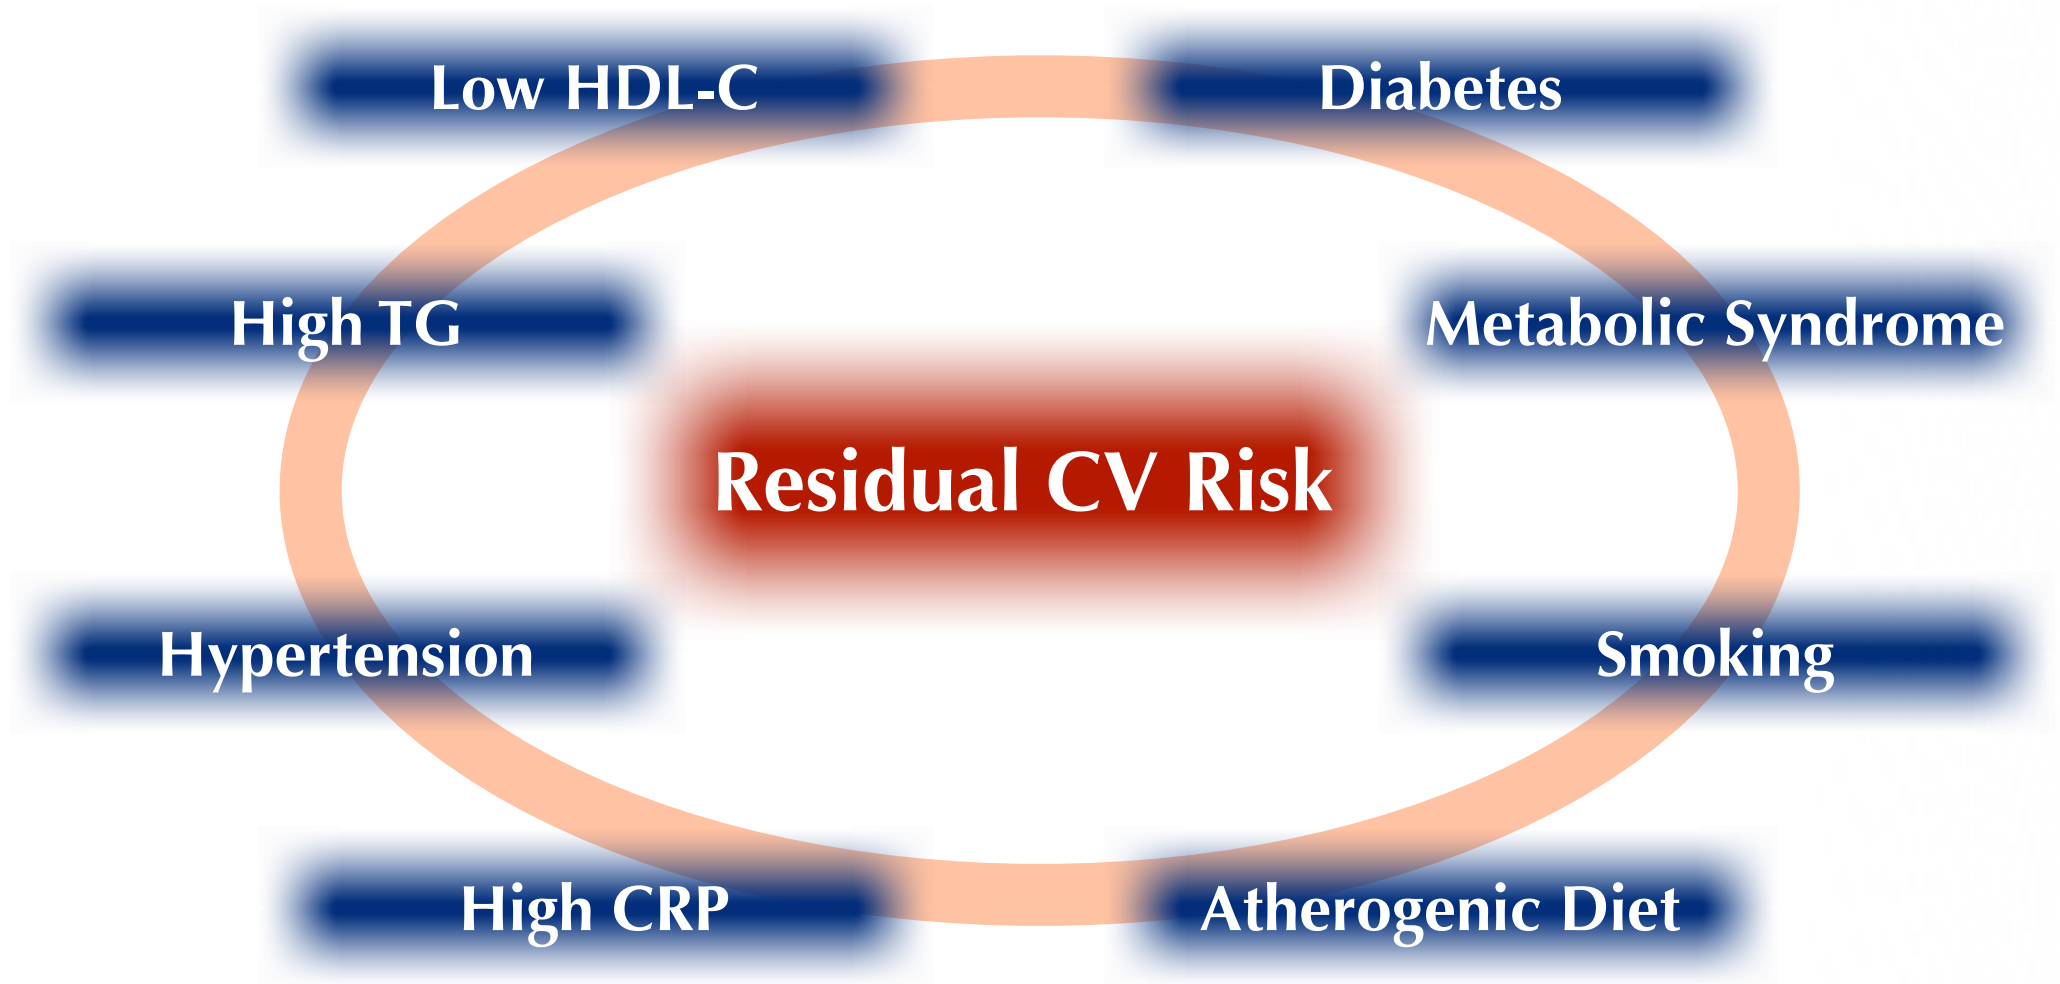 Low HDL-C
Diabetes
High TG
Metabolic Syndrome
Residual CV Risk
Hypertension
Smoking
High CRP
Atherogenic Diet